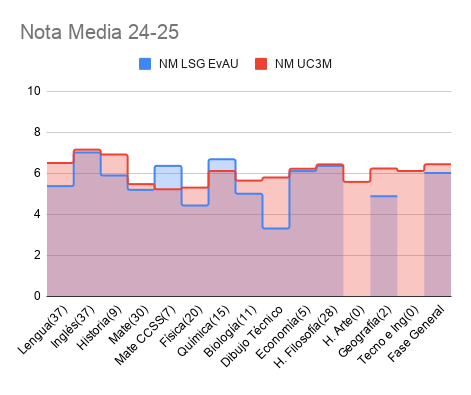 Nota Media 24-25
NM LSG EvAU
NM UC3M
10
8
6
4
2
0
Lengua(37)
Inglés(37)
Historia(9)
Mate(30)
Mate CCSS(7)
Física(20)
Química(15)
Biología(11)
Dibujo Técnico
Economía(5)
H. Filosofía(28)
H. Arte(0)
Geografía(2)
Tecno e Ing(0)
Fase General